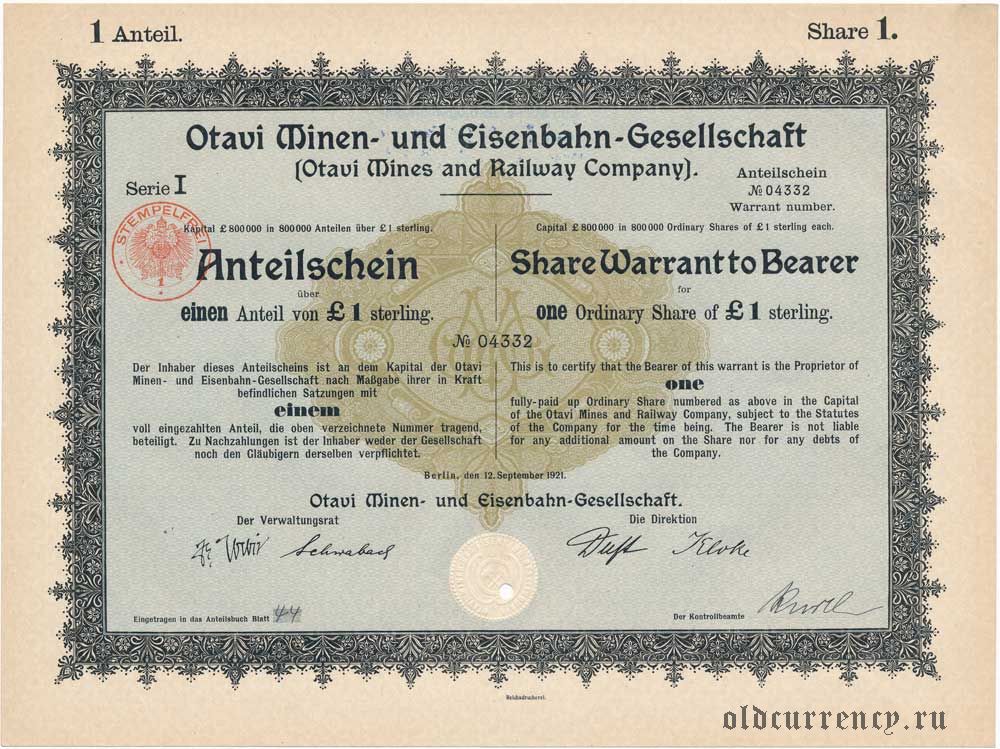 1 Anteil.
Share 1.
Otavi Minen- und Eisenbahn-Gesellschaft
(Otavi Mines and Railway Company).
Serie I
Anteilschein
№ 04332
Warrant number.
STEMPELFREI
1
Kapital £ 800000 in 800000 Anteilen über £ 1 sterling.
Anteilschein
über
einen Anteil von £ 1 sterling.
Capital £ 800000 in 800000 Ordinary Shares of £ 1 sterling each.
Share Warrant to Bearer
for
one Ordinary Share of £ 1 sterling.
№ 04332
Der Inhaber dieses Anteilscheins ist an dem Kapital der Otavi
Minen- und Eisenbahn-Gesellschaft nach Maßgabe ihrer in Kraft
befindlichen Satzungen mit
einem
voll eingezahlten Anteil, die oben verzeichnete Nummer tragend,
beteiligt. Zu Nachzahlungen ist der Inhaber weder der Gesellschaft
noch den Gläubigern derselben verpflichtet.
This is to certify that the Bearer of this warrant is the Proprietor of
one
fully-paid up Ordinary Share numbered as above in the Capital
of the Otavi Mines and Railway Company, subject to the Statutes
of the Company for the time being. The Bearer is not liable
for any additional amount on the Share nor for any debts of
the Company.
Berlin, den 12. September 1921.
Otavi Minen- und Eisenbahn-Gesellschaft.
Der Verwaltungsrat
Die Direktion
Schwabach
Duft Kloke
Eingetragen in das Anteilsbuch Blatt 44
Der Kontrollbeamte
Reichsdruckerei.
oldcurrency.ru